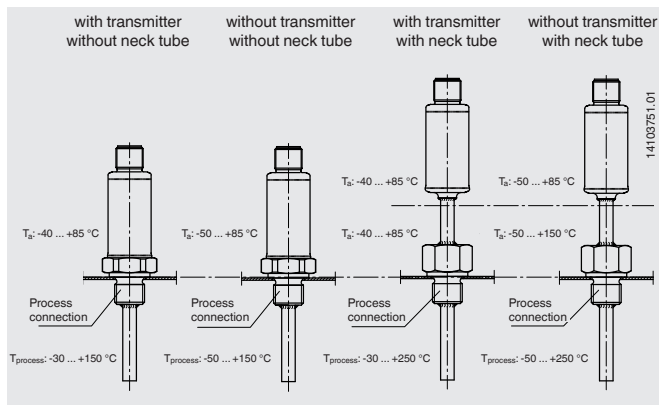 with transmitter
without neck tube
without transmitter
without neck tube
with transmitter
with neck tube
without transmitter
with neck tube
14103751.01
Ta: -40 ... +85 °C
Ta: -50 ... +85 °C
Ta: -40 ... +85 °C
Ta: -50 ... +85 °C
Ta: -40 ... +85 °C
Ta: -50 ... +150 °C
Process
connection
Process
connection
Process
connection
Process
connection
Tprocess: -30 ... +150 °C
Tprocess: -50 ... +150 °C
Tprocess: -30 ... +250 °C
Tprocess: -50 ... +250 °C